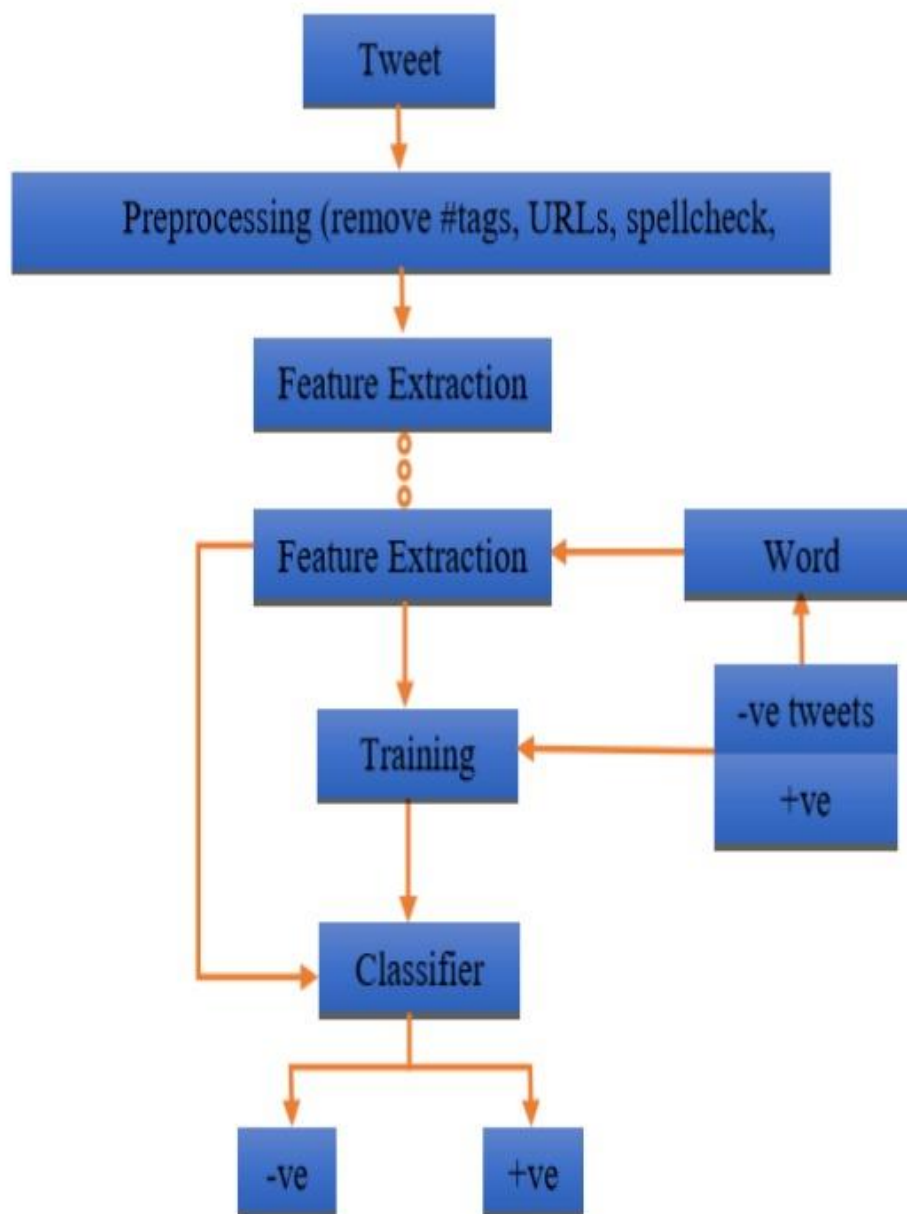 Tweet
Preprocessing (remove #tags, URLs, spellcheck,
Feature Extraction
Feature Extraction
Word
-ve tweets
+ve
Training
Classifier
-ve
+ve